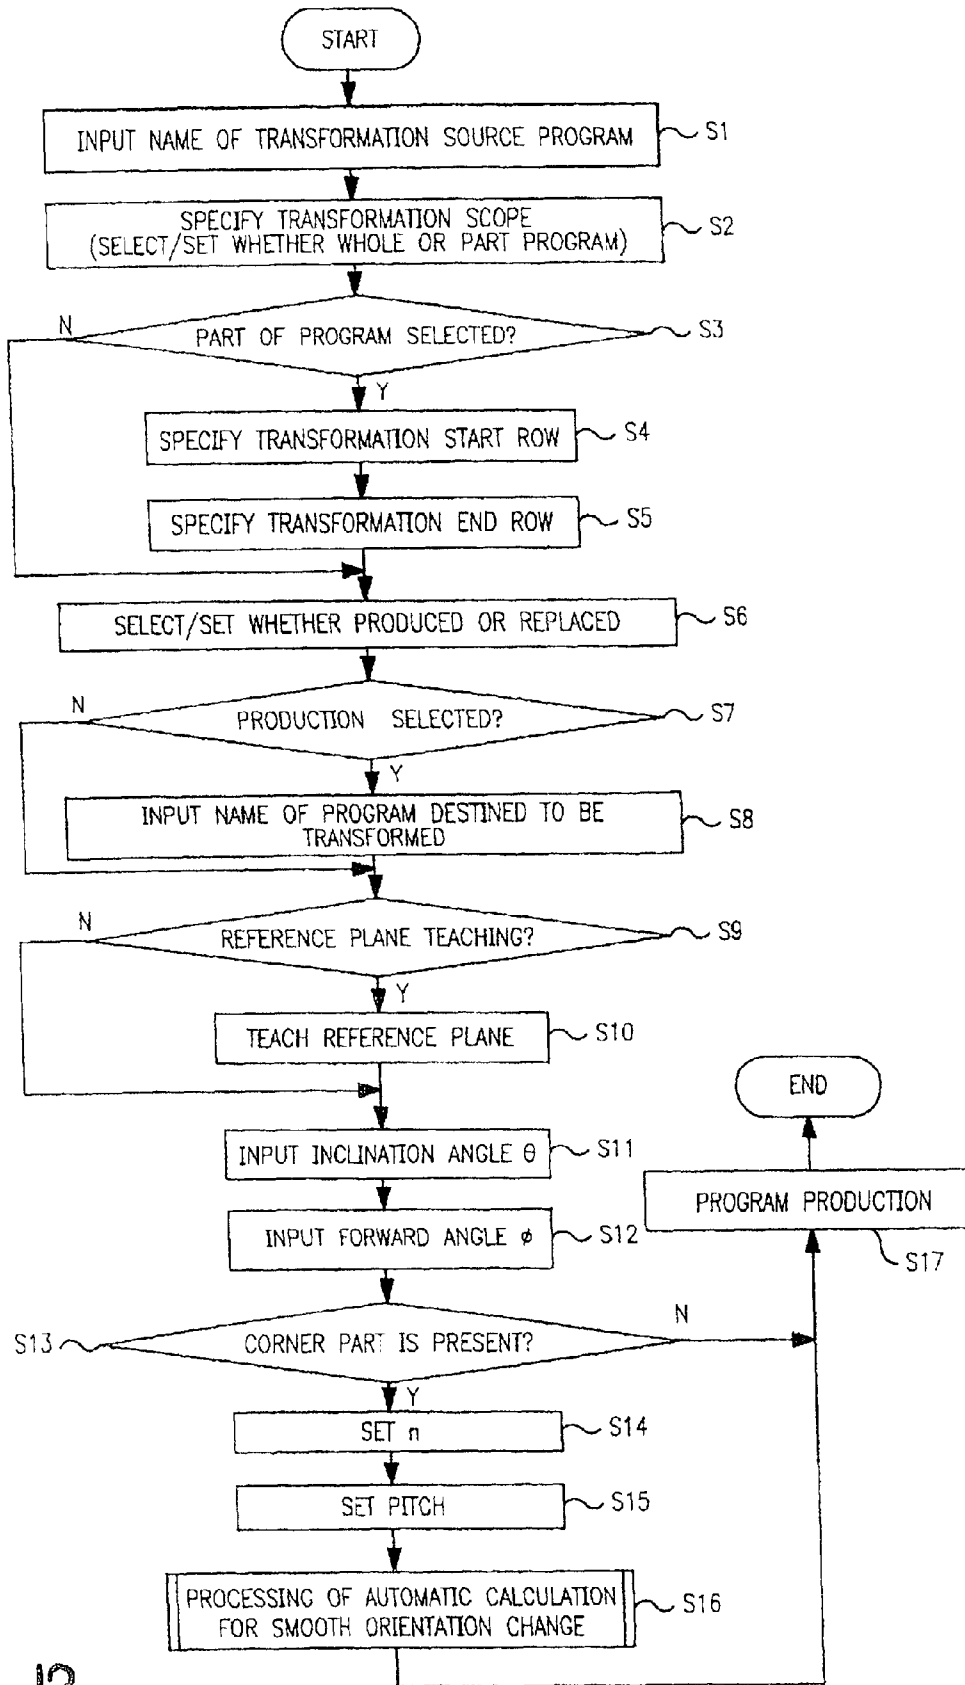 START
INPUT NAME OF TRANSFORMATION SOURCE PROGRAM
S1
SPECIFY TRANSFORMATION SCOPE
(SELECT/SET WHETHER WHOLE OR PART PROGRAM)
S2
N
PART OF PROGRAM SELECTED?
S3
Y
SPECIFY TRANSFORMATION START ROW
S4
SPECIFY TRANSFORMATION END ROW
S5
SELECT/SET WHETHER PRODUCED OR REPLACED
S6
N
PRODUCTION SELECTED?
S7
Y
INPUT NAME OF PROGRAM DESTINED TO BE
TRANSFORMED
S8
N
REFERENCE PLANE TEACHING?
S9
Y
TEACH REFERENCE PLANE
S10
END
INPUT INCLINATION ANGLE θ
S11
PROGRAM PRODUCTION
S17
INPUT FORWARD ANGLE φ
S12
S13
CORNER PART IS PRESENT?
N
Y
SET n
S14
SET PITCH
S15
PROCESSING OF AUTOMATIC CALCULATION
FOR SMOOTH ORIENTATION CHANGE
S16